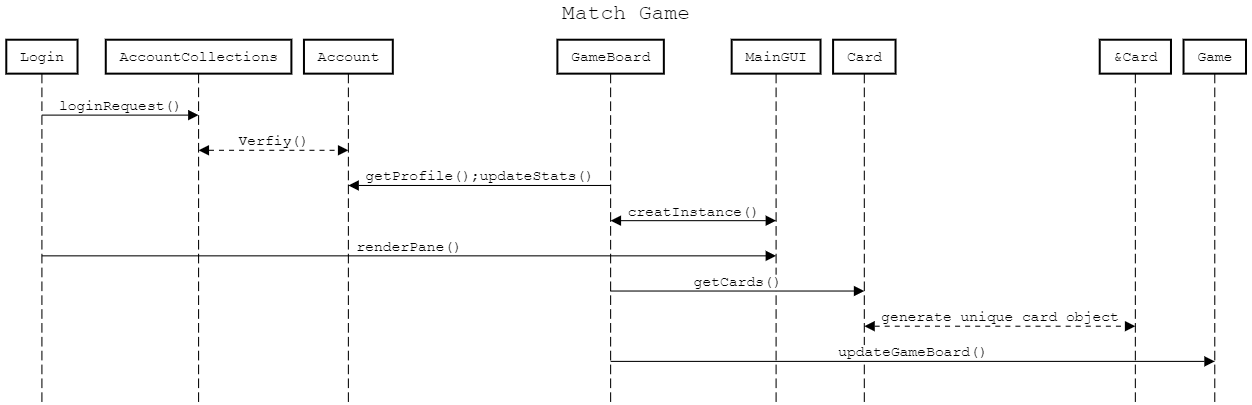 Match Game
Login AccountCollections Account GameBoard MainGUI Card &Card Game
loginRequest()
Verfiy()
getProfile();updateStats()
creatInstance()
renderPane()
getCards()
generate unique card object
updateGameBoard()